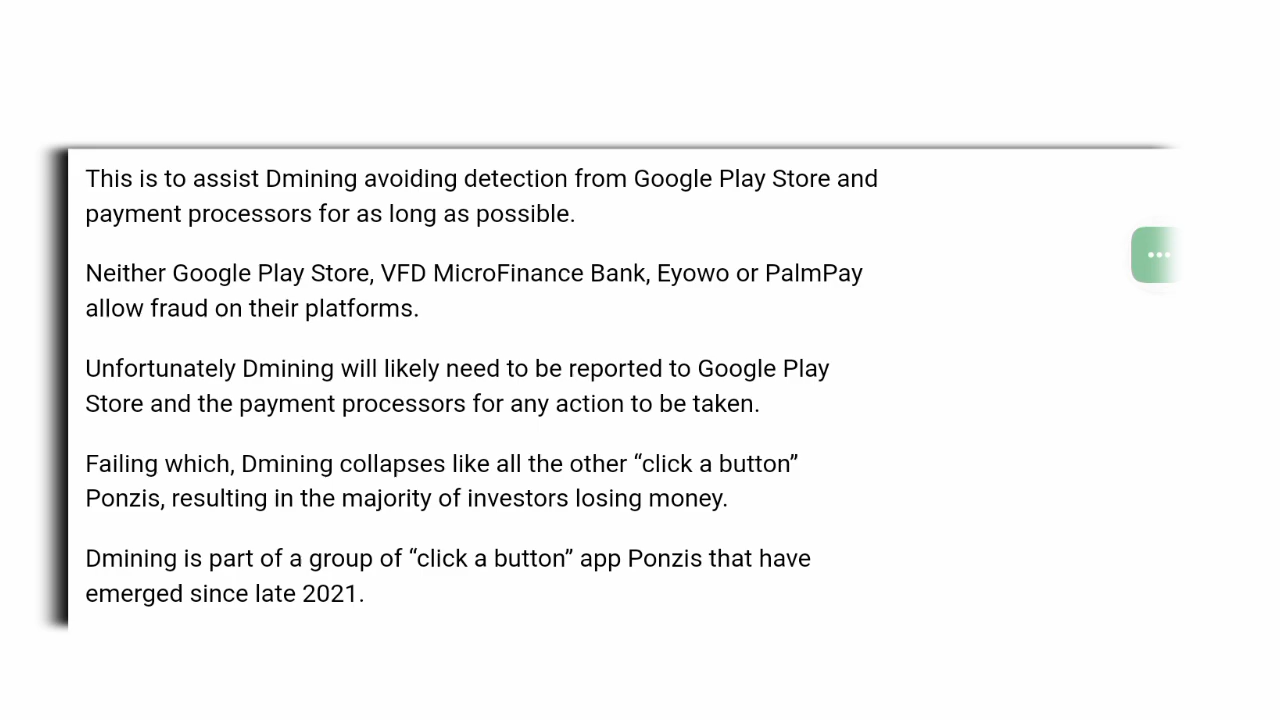 This is to assist Dmining avoiding detection from Google Play Store and
payment processors for as long as possible.
Neither Google Play Store, VFD MicroFinance Bank, Eyowo or PalmPay
allow fraud on their platforms.
Unfortunately Dmining will likely need to be reported to Google Play
Store and the payment processors for any action to be taken.
Failing which, Dmining collapses like all the other “click a button”
Ponzis, resulting in the majority of investors losing money.
Dmining is part of a group of “click a button” app Ponzis that have
emerged since late 2021.